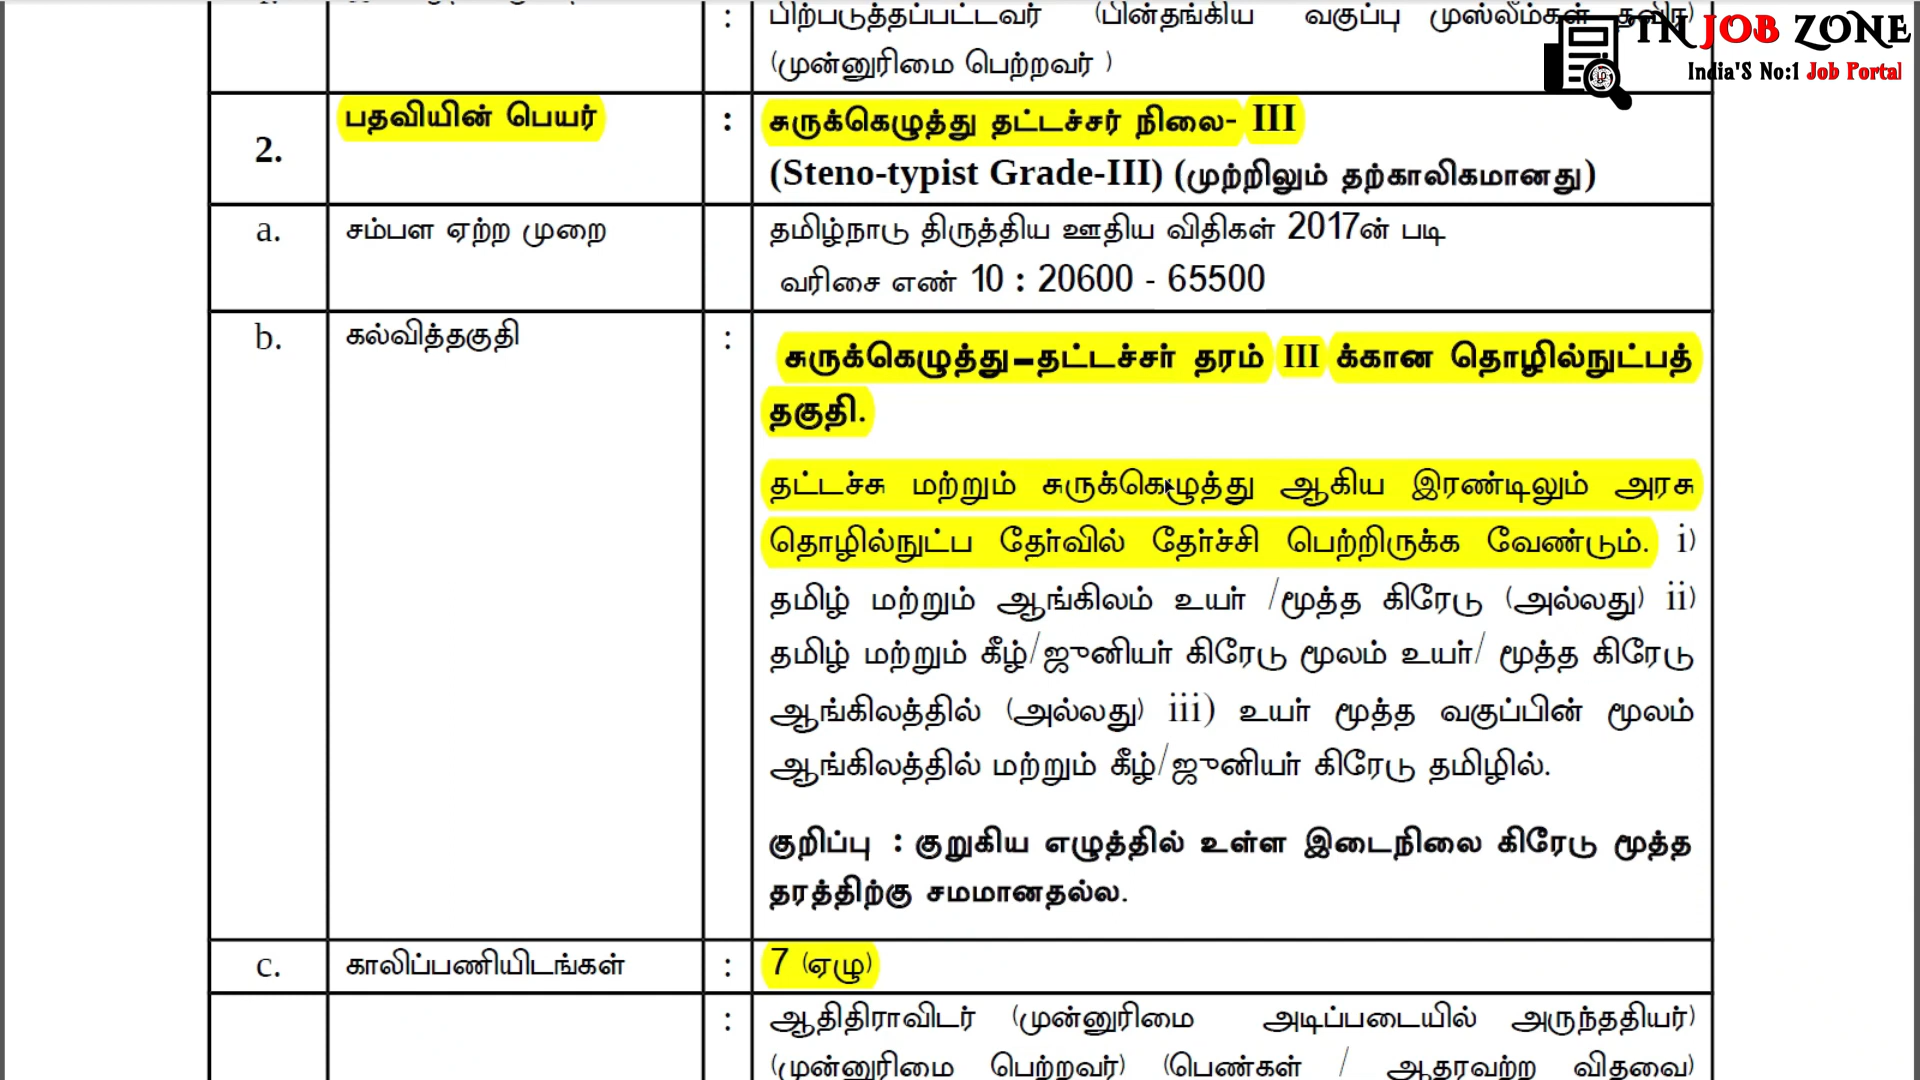 : பிற்படுத்தப்பட்டவர் (பின்தங்கிய வகுப்பு முஸ்லீம்கள் தவிர)
(முன்னுரிமை பெற்றவர் )
TN JOB ZONE
India'S No:1 Job Portal
2. பதவியின் பெயர் : சுருக்கெழுத்து தட்டச்சர் நிலை- III
(Steno-typist Grade-III) (முற்றிலும் தற்காலிகமானது)
a. சம்பள ஏற்ற முறை தமிழ்நாடு திருத்திய ஊதிய விதிகள் 2017ன் படி
வரிசை எண் 10 : 20600 - 65500
b. கல்வித்தகுதி : சுருக்கெழுத்து–தட்டச்சர் தரம் III க்கான தொழில்நுட்பத்
தகுதி.
தட்டச்சு மற்றும் சுருக்கெழுத்து ஆகிய இரண்டிலும் அரசு
தொழில்நுட்ப தேர்வில் தேர்ச்சி பெற்றிருக்க வேண்டும். i)
தமிழ் மற்றும் ஆங்கிலம் உயர் /மூத்த கிரேடு (அல்லது) ii)
தமிழ் மற்றும் கீழ்/ஜுனியர் கிரேடு மூலம் உயர்/ மூத்த கிரேடு
ஆங்கிலத்தில் (அல்லது) iii) உயர் மூத்த வகுப்பின் மூலம்
ஆங்கிலத்தில் மற்றும் கீழ்/ஜுனியர் கிரேடு தமிழில்.
குறிப்பு : குறுகிய எழுத்தில் உள்ள இடைநிலை கிரேடு மூத்த
தரத்திற்கு சமமானதல்ல.
c. காலிப்பணியிடங்கள் : 7 (ஏழு)
: ஆதிதிராவிடர் (முன்னுரிமை அடிப்படையில் அருந்ததியர்)
(முன்னுரிமை பெற்றவர்) (பெண்கள் / ஆதரவற்ற விதவை)